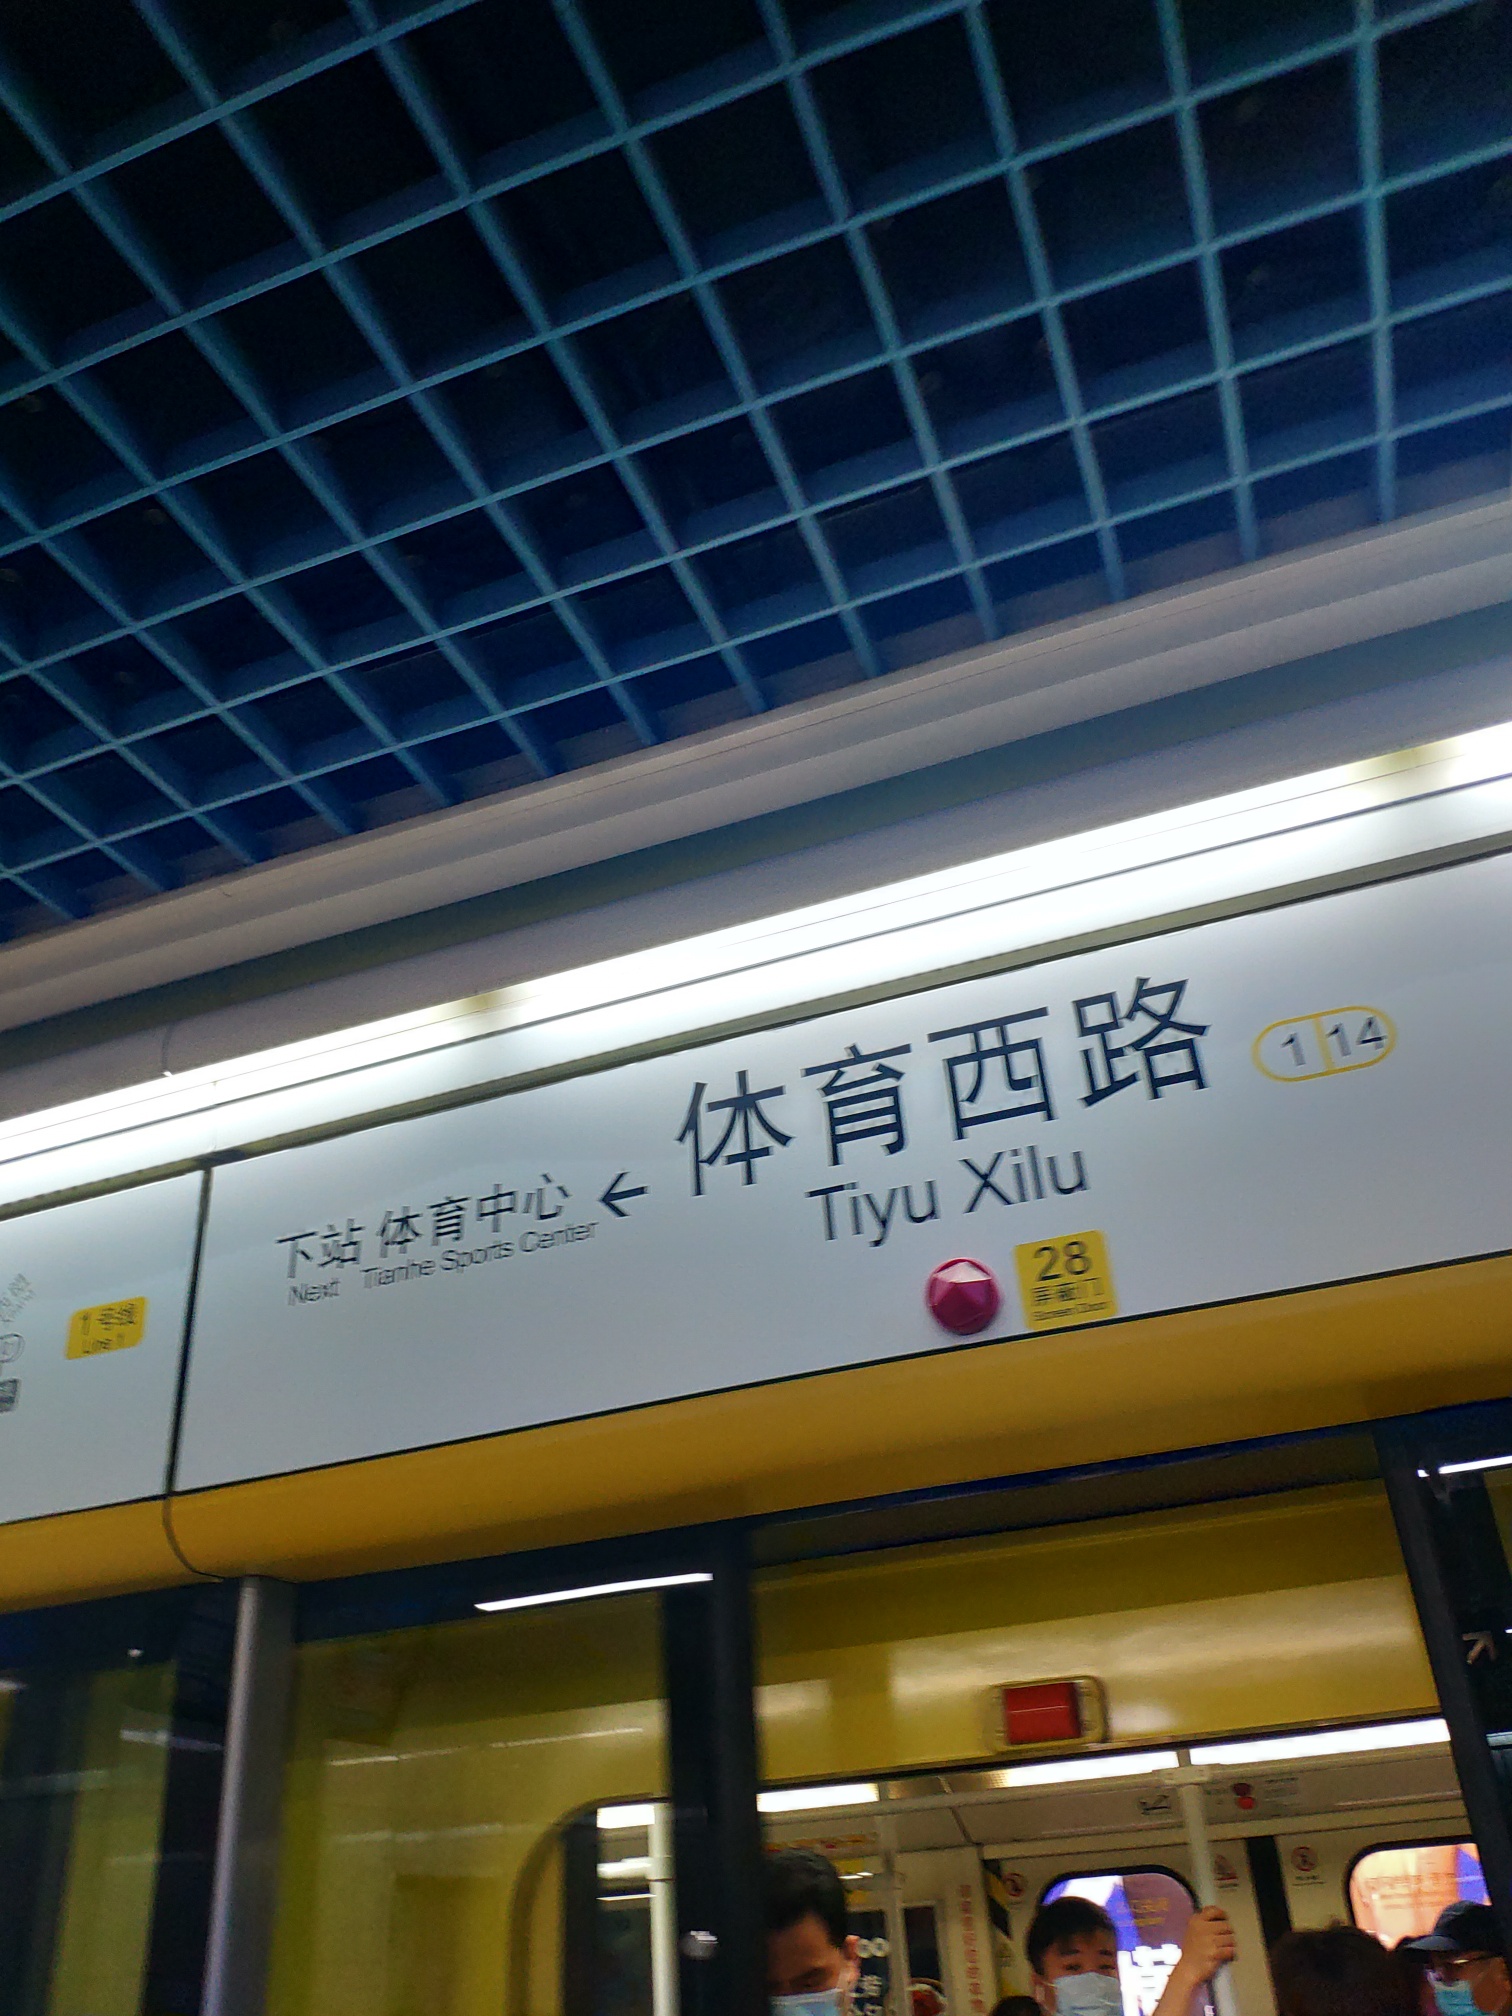 体育西路
Tiyu Xilu
1 14
← 下站 体育中心
Next Tianhe Sports Center
28
屏蔽门
Screen Door
1号线
Line 1